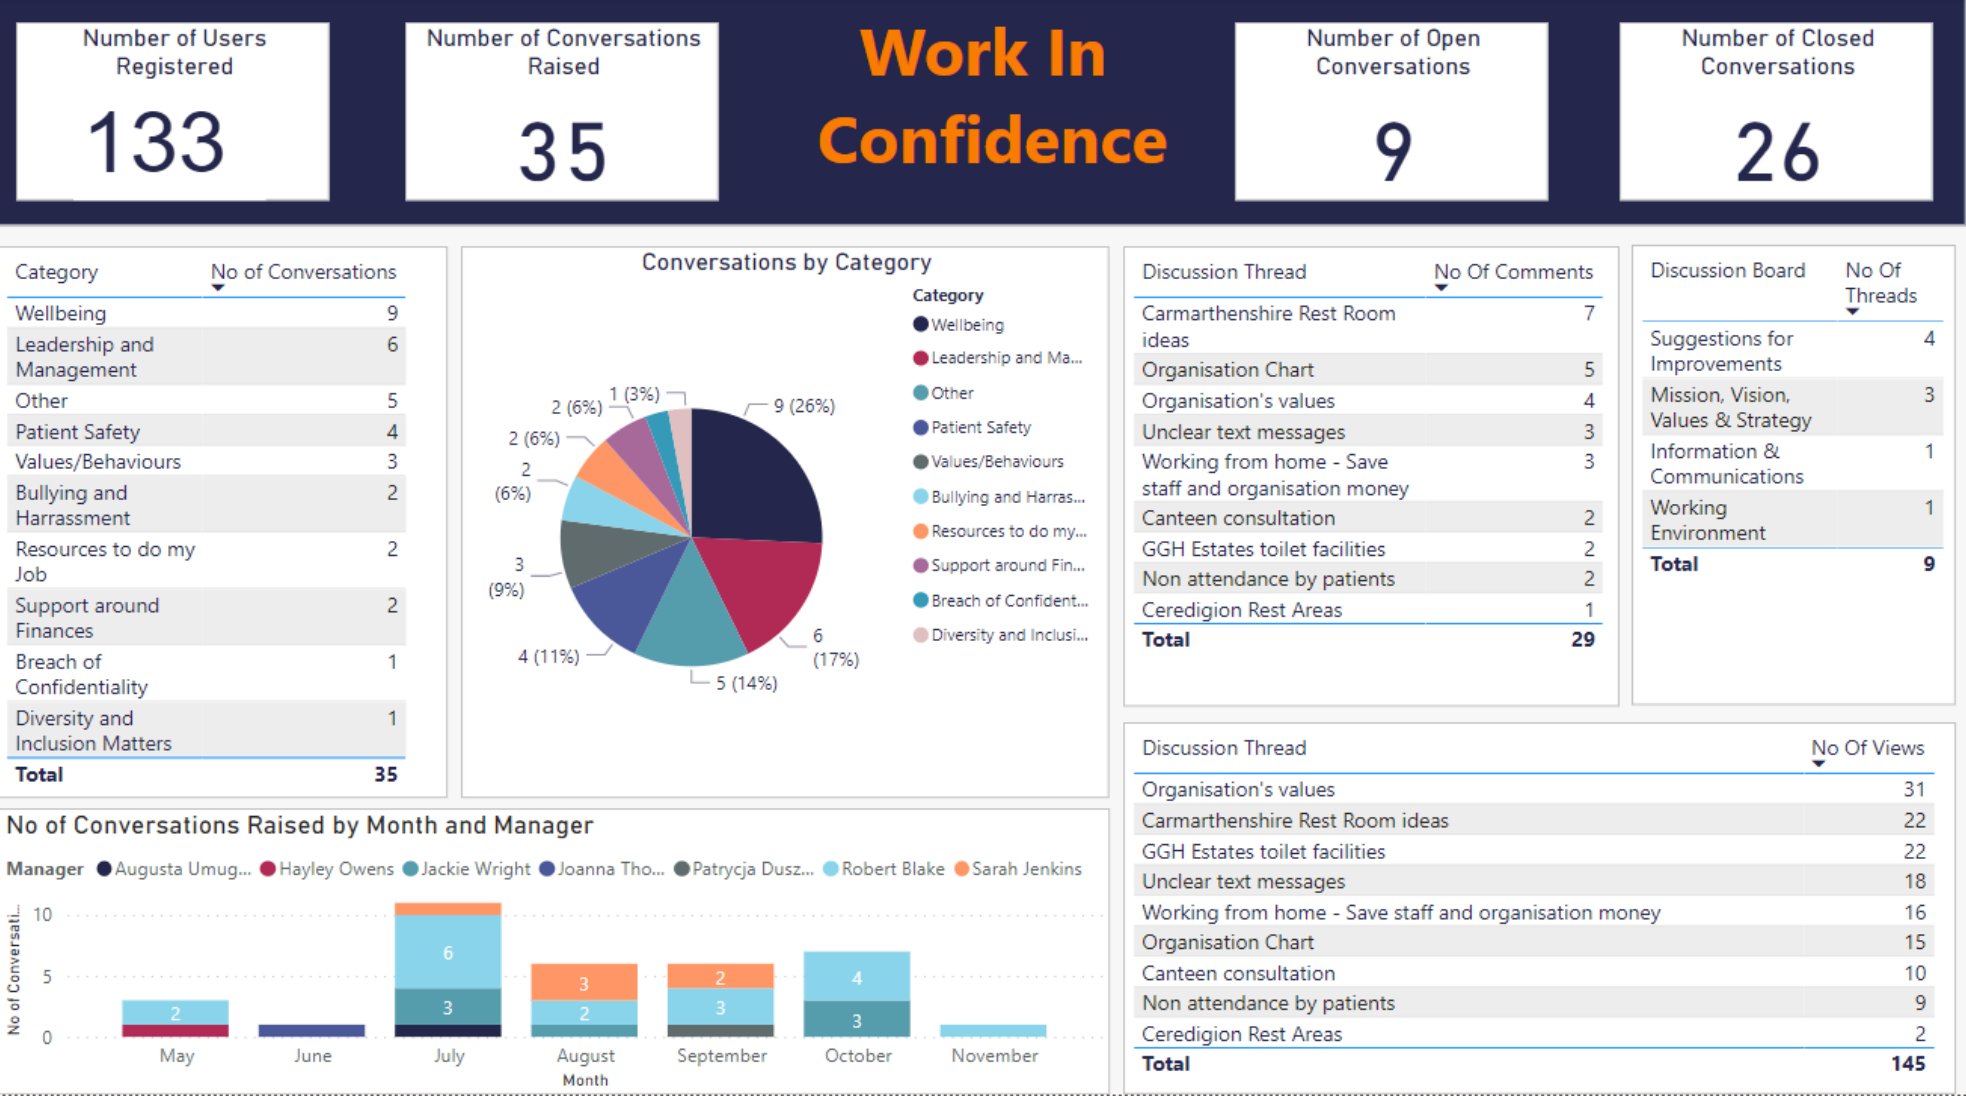 Number of Users
Registered
133
Number of Conversations
Raised
35
Work In
Confidence
Number of Open
Conversations
9
Number of Closed
Conversations
26
Category No of Conversations
Wellbeing 9
Leadership and 6
Management
Other 5
Patient Safety 4
Values/Behaviours 3
Bullying and 2
Harrassment
Resources to do my 2
Job
Support around 2
Finances
Breach of 1
Confidentiality
Diversity and 1
Inclusion Matters
Total 35
Conversations by Category
Category
Wellbeing
Leadership and Ma...
Other
Patient Safety
Values/Behaviours
Bullying and Harras...
Resources to do my...
Support around Fin...
Breach of Confident...
Diversity and Inclusi...
1 (3%)
2 (6%)
9 (26%)
2 (6%)
2
(6%)
3
(9%)
4 (11%)
5 (14%)
6
(17%)
Discussion Thread No Of Comments
Carmarthenshire Rest Room 7
ideas
Organisation Chart 5
Organisation's values 4
Unclear text messages 3
Working from home - Save 3
staff and organisation money
Canteen consultation 2
GGH Estates toilet facilities 2
Non attendance by patients 2
Ceredigion Rest Areas 1
Total 29
Discussion Board No Of
Threads
Suggestions for 4
Improvements
Mission, Vision, 3
Values & Strategy
Information & 1
Communications
Working 1
Environment
Total 9
No of Conversations Raised by Month and Manager
Manager Augusta Umug... Hayley Owens Jackie Wright Joanna Tho... Patrycja Dusz... Robert Blake Sarah Jenkins
No of Conversati...
10
5
0
2
6
3
3
2
2
3
4
3
May June July August September October November
Month
Discussion Thread No Of Views
Organisation's values 31
Carmarthenshire Rest Room ideas 22
GGH Estates toilet facilities 22
Unclear text messages 18
Working from home - Save staff and organisation money 16
Organisation Chart 15
Canteen consultation 10
Non attendance by patients 9
Ceredigion Rest Areas 2
Total 145